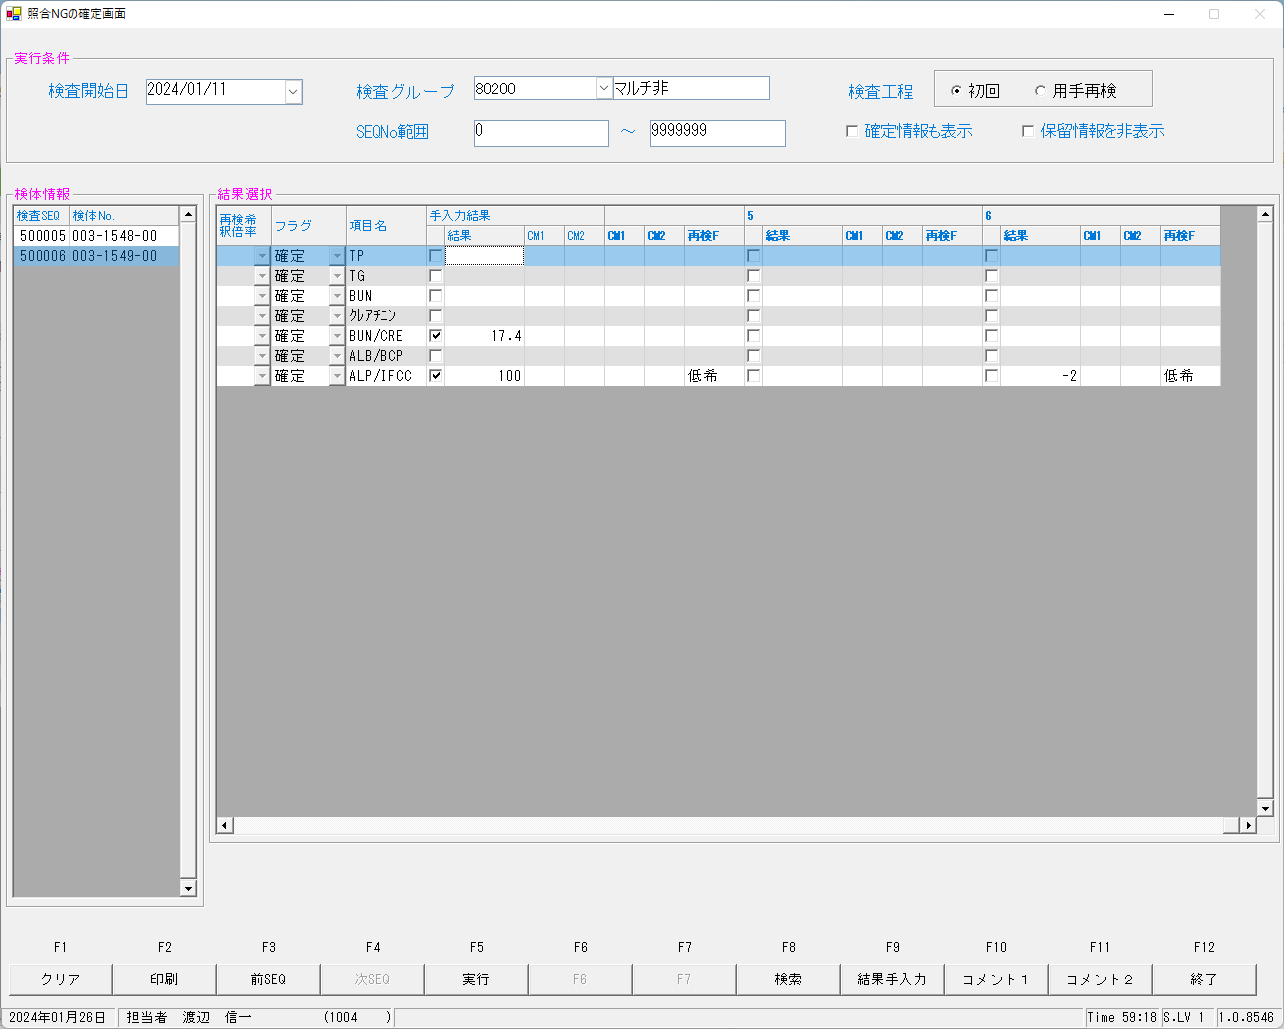 照合NGの確定画面
実行条件
検査開始日 2024/01/11 検査グループ 80200 マルチ非 検査工程 初回 用手再検
SEQNo範囲 0 ～ 9999999 確定情報も表示 保留情報を非表示
検体情報
検査SEQ 検体No.
500005 003-1548-00
500006 003-1549-00
結果選択
再検希釈倍率 フラグ 項目名 手入力結果 5 6
結果 CM1 CM2 CM1 CM2 再検F 結果 CM1 CM2 再検F 結果 CM1 CM2 再検F
確定 TP
確定 TG
確定 BUN
確定 ｸﾚｱﾁﾆﾝ
確定 BUN/CRE 17.4
確定 ALB/BCP
確定 ALP/IFCC 100 低希 -2 低希
F1 F2 F3 F4 F5 F6 F7 F8 F9 F10 F11 F12
クリア 印刷 前SEQ 次SEQ 実行 F6 F7 検索 結果手入力 コメント１ コメント２ 終了
2024年01月26日 担当者 渡辺 信一 (1004 ) Time 59:18 S.LV 1 1.0.8546